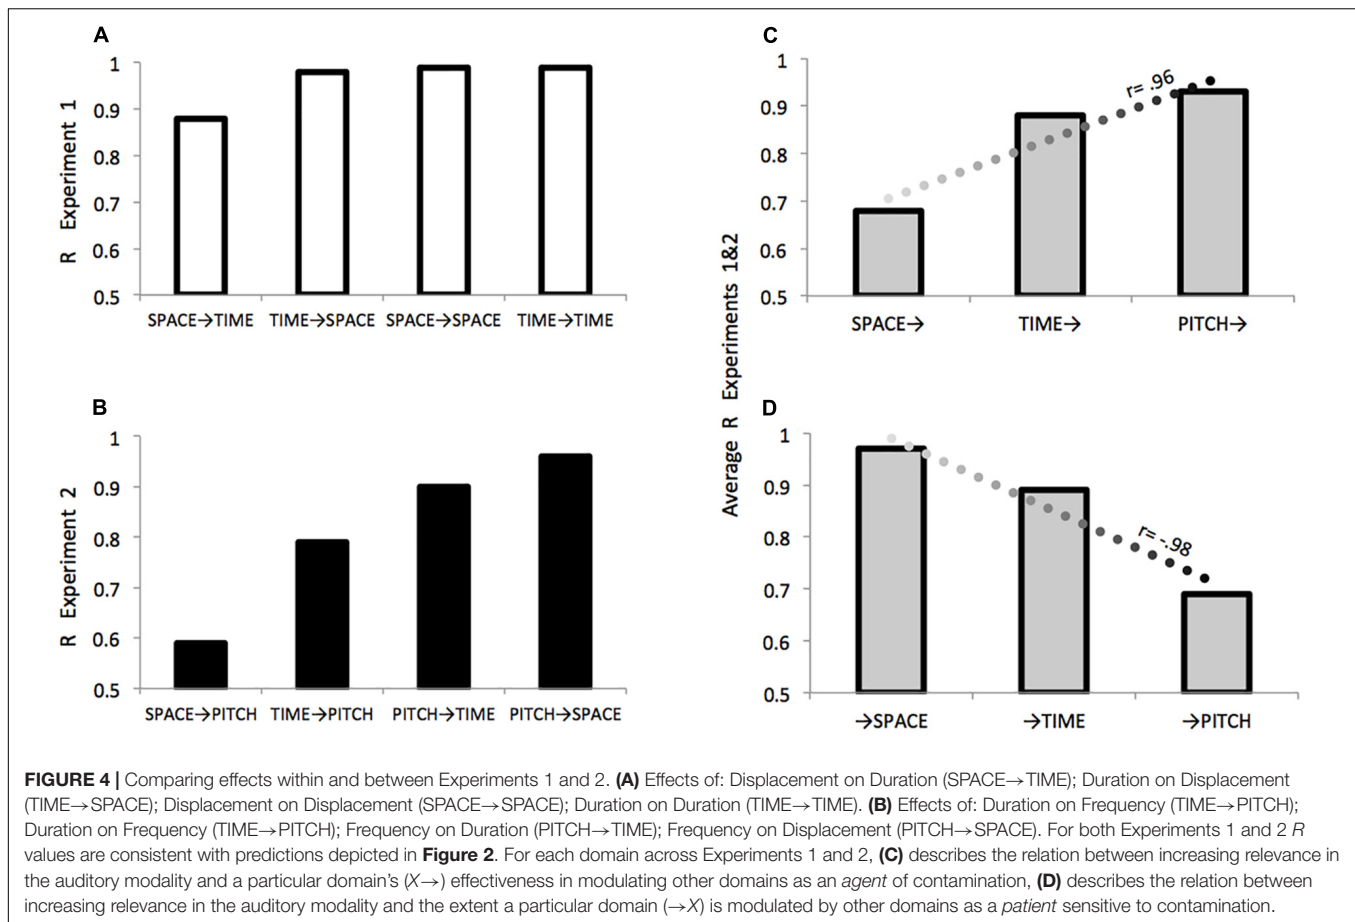 A
R Experiment 1
1
0.9
0.8
0.7
0.6
0.5
SPACE→TIME TIME→SPACE SPACE→SPACE TIME→TIME
B
R Experiment 2
1
0.9
0.8
0.7
0.6
0.5
SPACE→PITCH TIME→PITCH PITCH→TIME PITCH→SPACE
Average R Experiments 1&2
C
1
0.9
0.8
0.7
0.6
0.5
r= .96
SPACE→ TIME→ PITCH→
D
1
0.9
0.8
0.7
0.6
0.5
r= -.98
→SPACE →TIME →PITCH
FIGURE 4 | Comparing effects within and between Experiments 1 and 2. (A) Effects of: Displacement on Duration (SPACE→TIME); Duration on Displacement
(TIME→SPACE); Displacement on Displacement (SPACE→SPACE); Duration on Duration (TIME→TIME). (B) Effects of: Duration on Frequency (TIME→PITCH);
Duration on Frequency (TIME→PITCH); Frequency on Duration (PITCH→TIME); Frequency on Displacement (PITCH→SPACE). For both Experiments 1 and 2 R
values are consistent with predictions depicted in Figure 2. For each domain across Experiments 1 and 2, (C) describes the relation between increasing relevance in
the auditory modality and a particular domain's (X→) effectiveness in modulating other domains as an agent of contamination, (D) describes the relation between
increasing relevance in the auditory modality and the extent a particular domain (→X) is modulated by other domains as a patient sensitive to contamination.